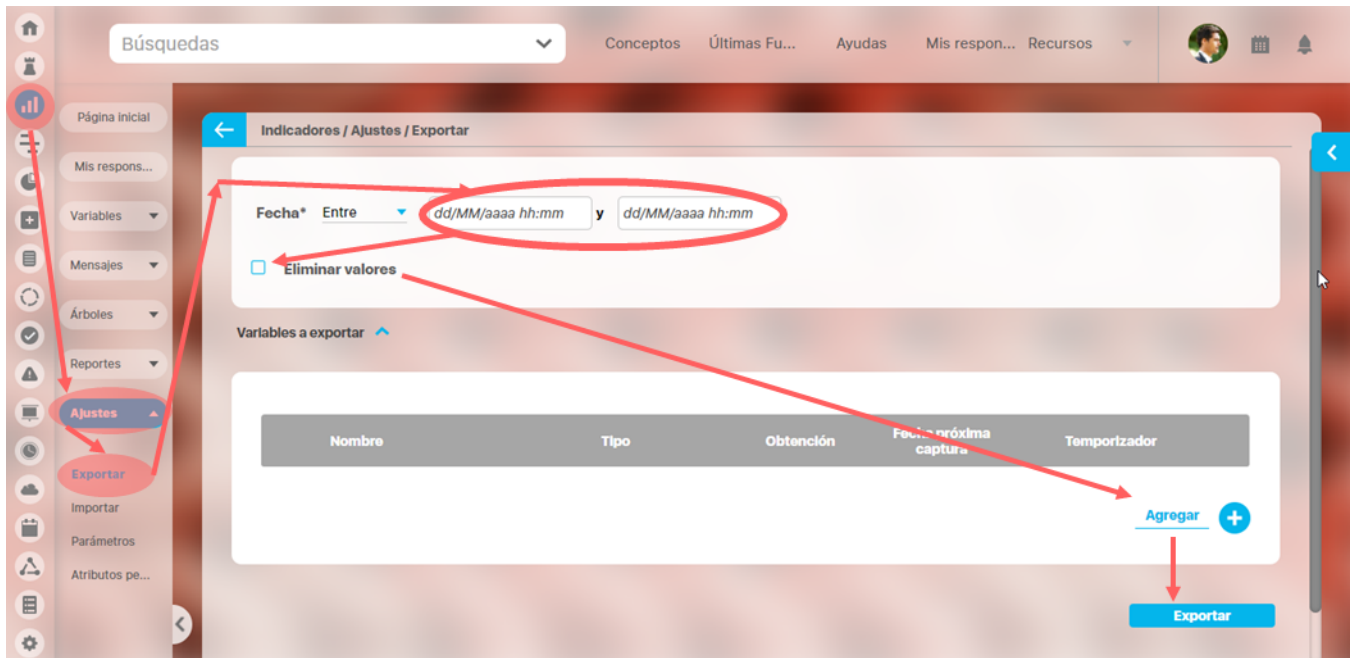 Búsquedas
Conceptos
Últimas Fu...
Ayudas
Mis respon...
Recursos
Página inicial
Mis respons...
Variables
Mensajes
Árboles
Reportes
Ajustes
Exportar
Importar
Parámetros
Atributos pe...
Indicadores / Ajustes / Exportar
Fecha* Entre dd/MM/aaaa hh:mm y dd/MM/aaaa hh:mm
Eliminar valores
Variables a exportar
Nombre
Tipo
Obtención
Fecha próxima
captura
Temporizador
Agregar
Exportar